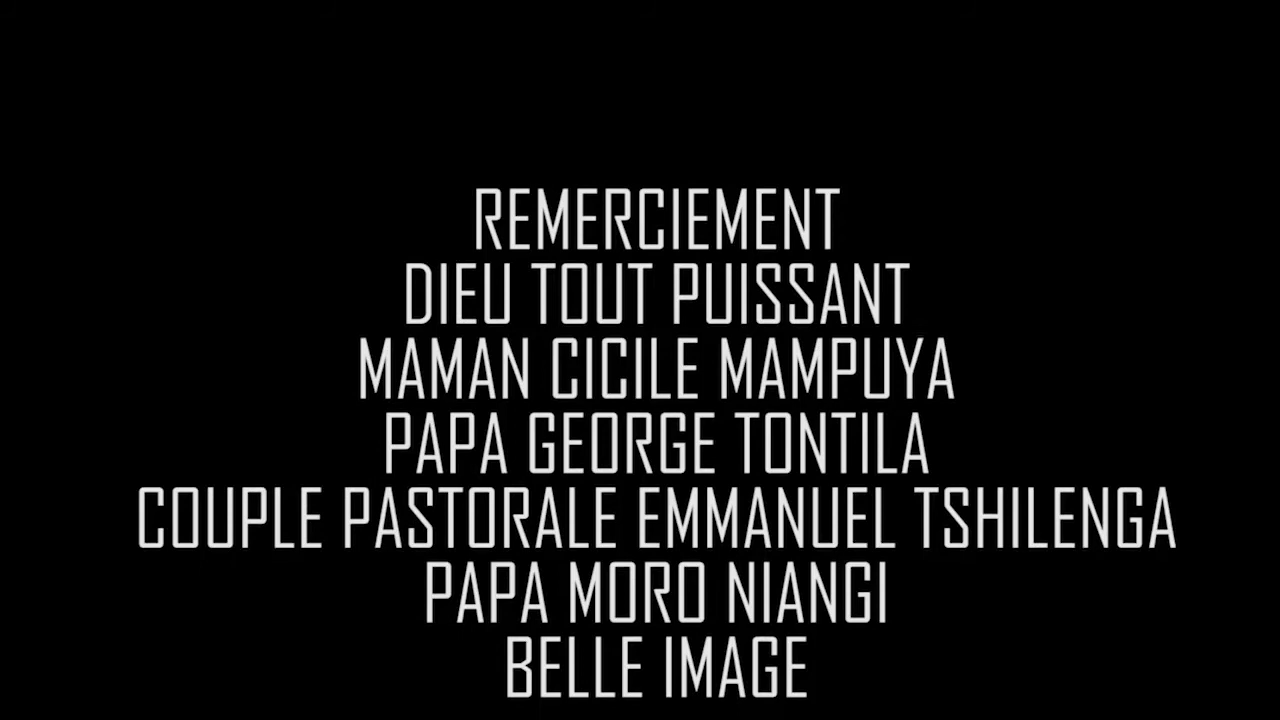 REMERCIEMENT
DIEU TOUT PUISSANT
MAMAN CICILE MAMPUYA
PAPA GEORGE TONTILA
COUPLE PASTORALE EMMANUEL TSHILENGA
PAPA MORO NIANGI
BELLE IMAGE